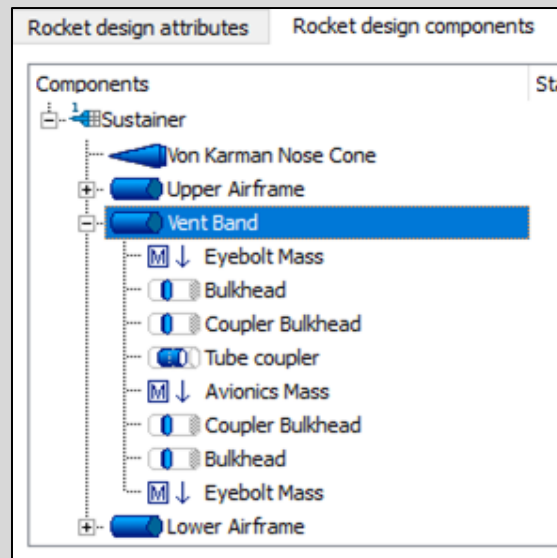 Rocket design attributes Rocket design components
Components Sta
1
Sustainer
Von Karman Nose Cone
Upper Airframe
Vent Band
M Eyebolt Mass
Bulkhead
Coupler Bulkhead
Tube coupler
M Avionics Mass
Coupler Bulkhead
Bulkhead
M Eyebolt Mass
Lower Airframe